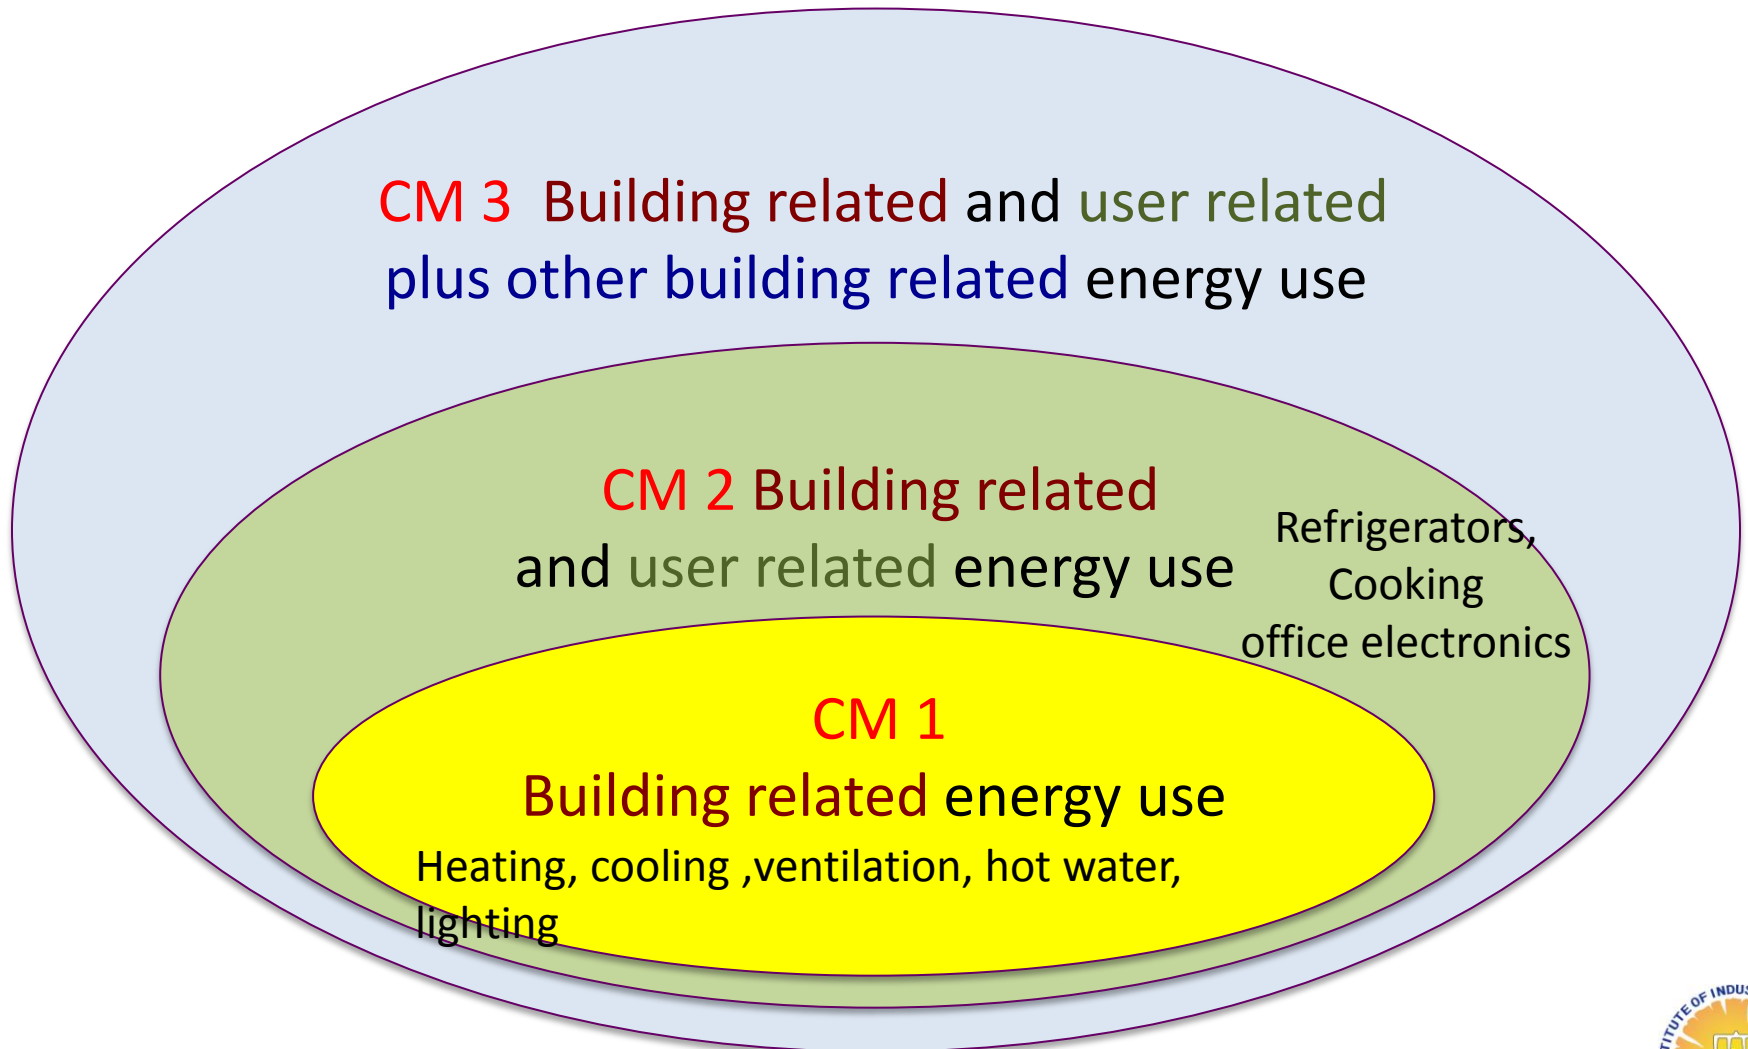 CM 3  Building related and user related
plus other building related energy use
CM 2 Building related
and user related energy use
Refrigerators,
Cooking
office electronics
CM 1
Building related energy use
Heating, cooling ,ventilation, hot water,
lighting
OF